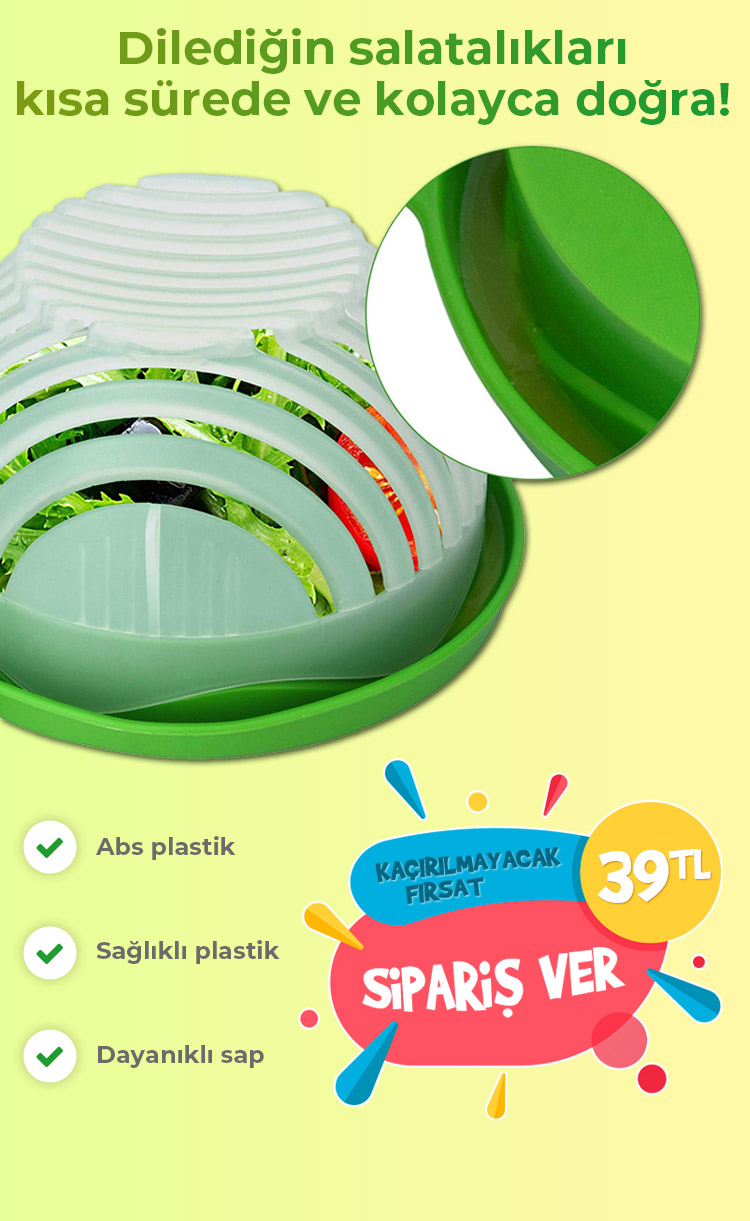 Dilediğin salatalıkları
kısa sürede ve kolayca doğra!
Abs plastik
Sağlıklı plastik
Dayanıklı sap
KAÇIRILMAYACAK
FIRSAT
39TL
SİPARİŞ VER